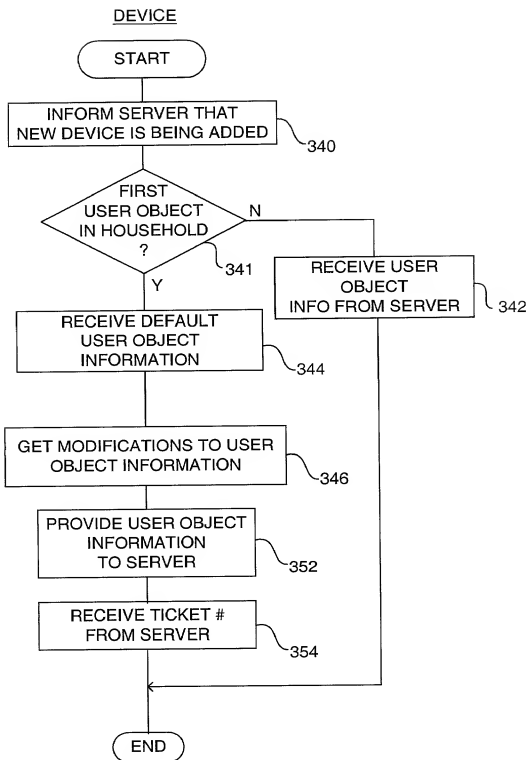 DEVICE
START
INFORM SERVER THAT
NEW DEVICE IS BEING ADDED
340
FIRST
USER OBJECT
IN HOUSEHOLD
?
341
N
Y
RECEIVE USER
OBJECT
INFO FROM SERVER
342
RECEIVE DEFAULT
USER OBJECT
INFORMATION
344
GET MODIFICATIONS TO USER
OBJECT INFORMATION
346
PROVIDE USER OBJECT
INFORMATION
TO SERVER
352
RECEIVE TICKET #
FROM SERVER
354
END